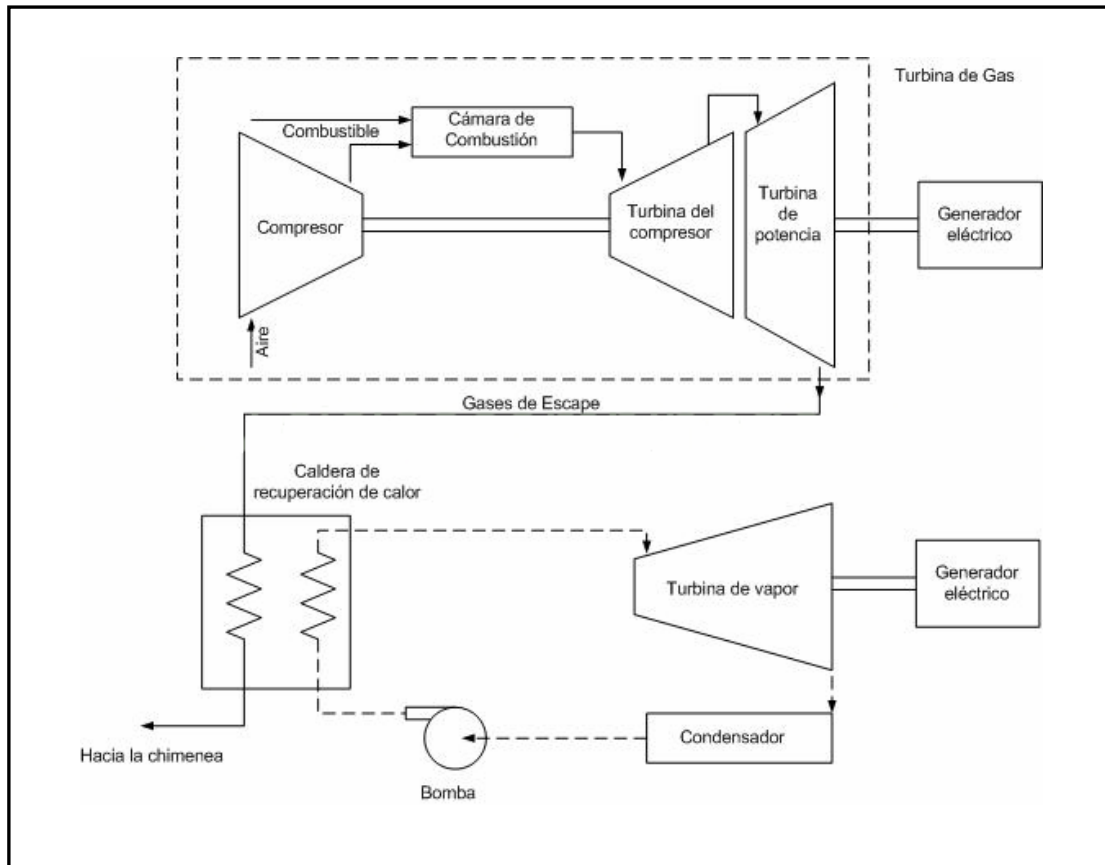 Turbina de Gas
Combustible
Cámara de
Combustión
Compresor
Turbina del
compresor
Turbina
de
potencia
Generador
eléctrico
Aire
Gases de Escape
Caldera de
recuperación de calor
Turbina de vapor
Generador
eléctrico
Condensador
Bomba
Hacia la chimenea